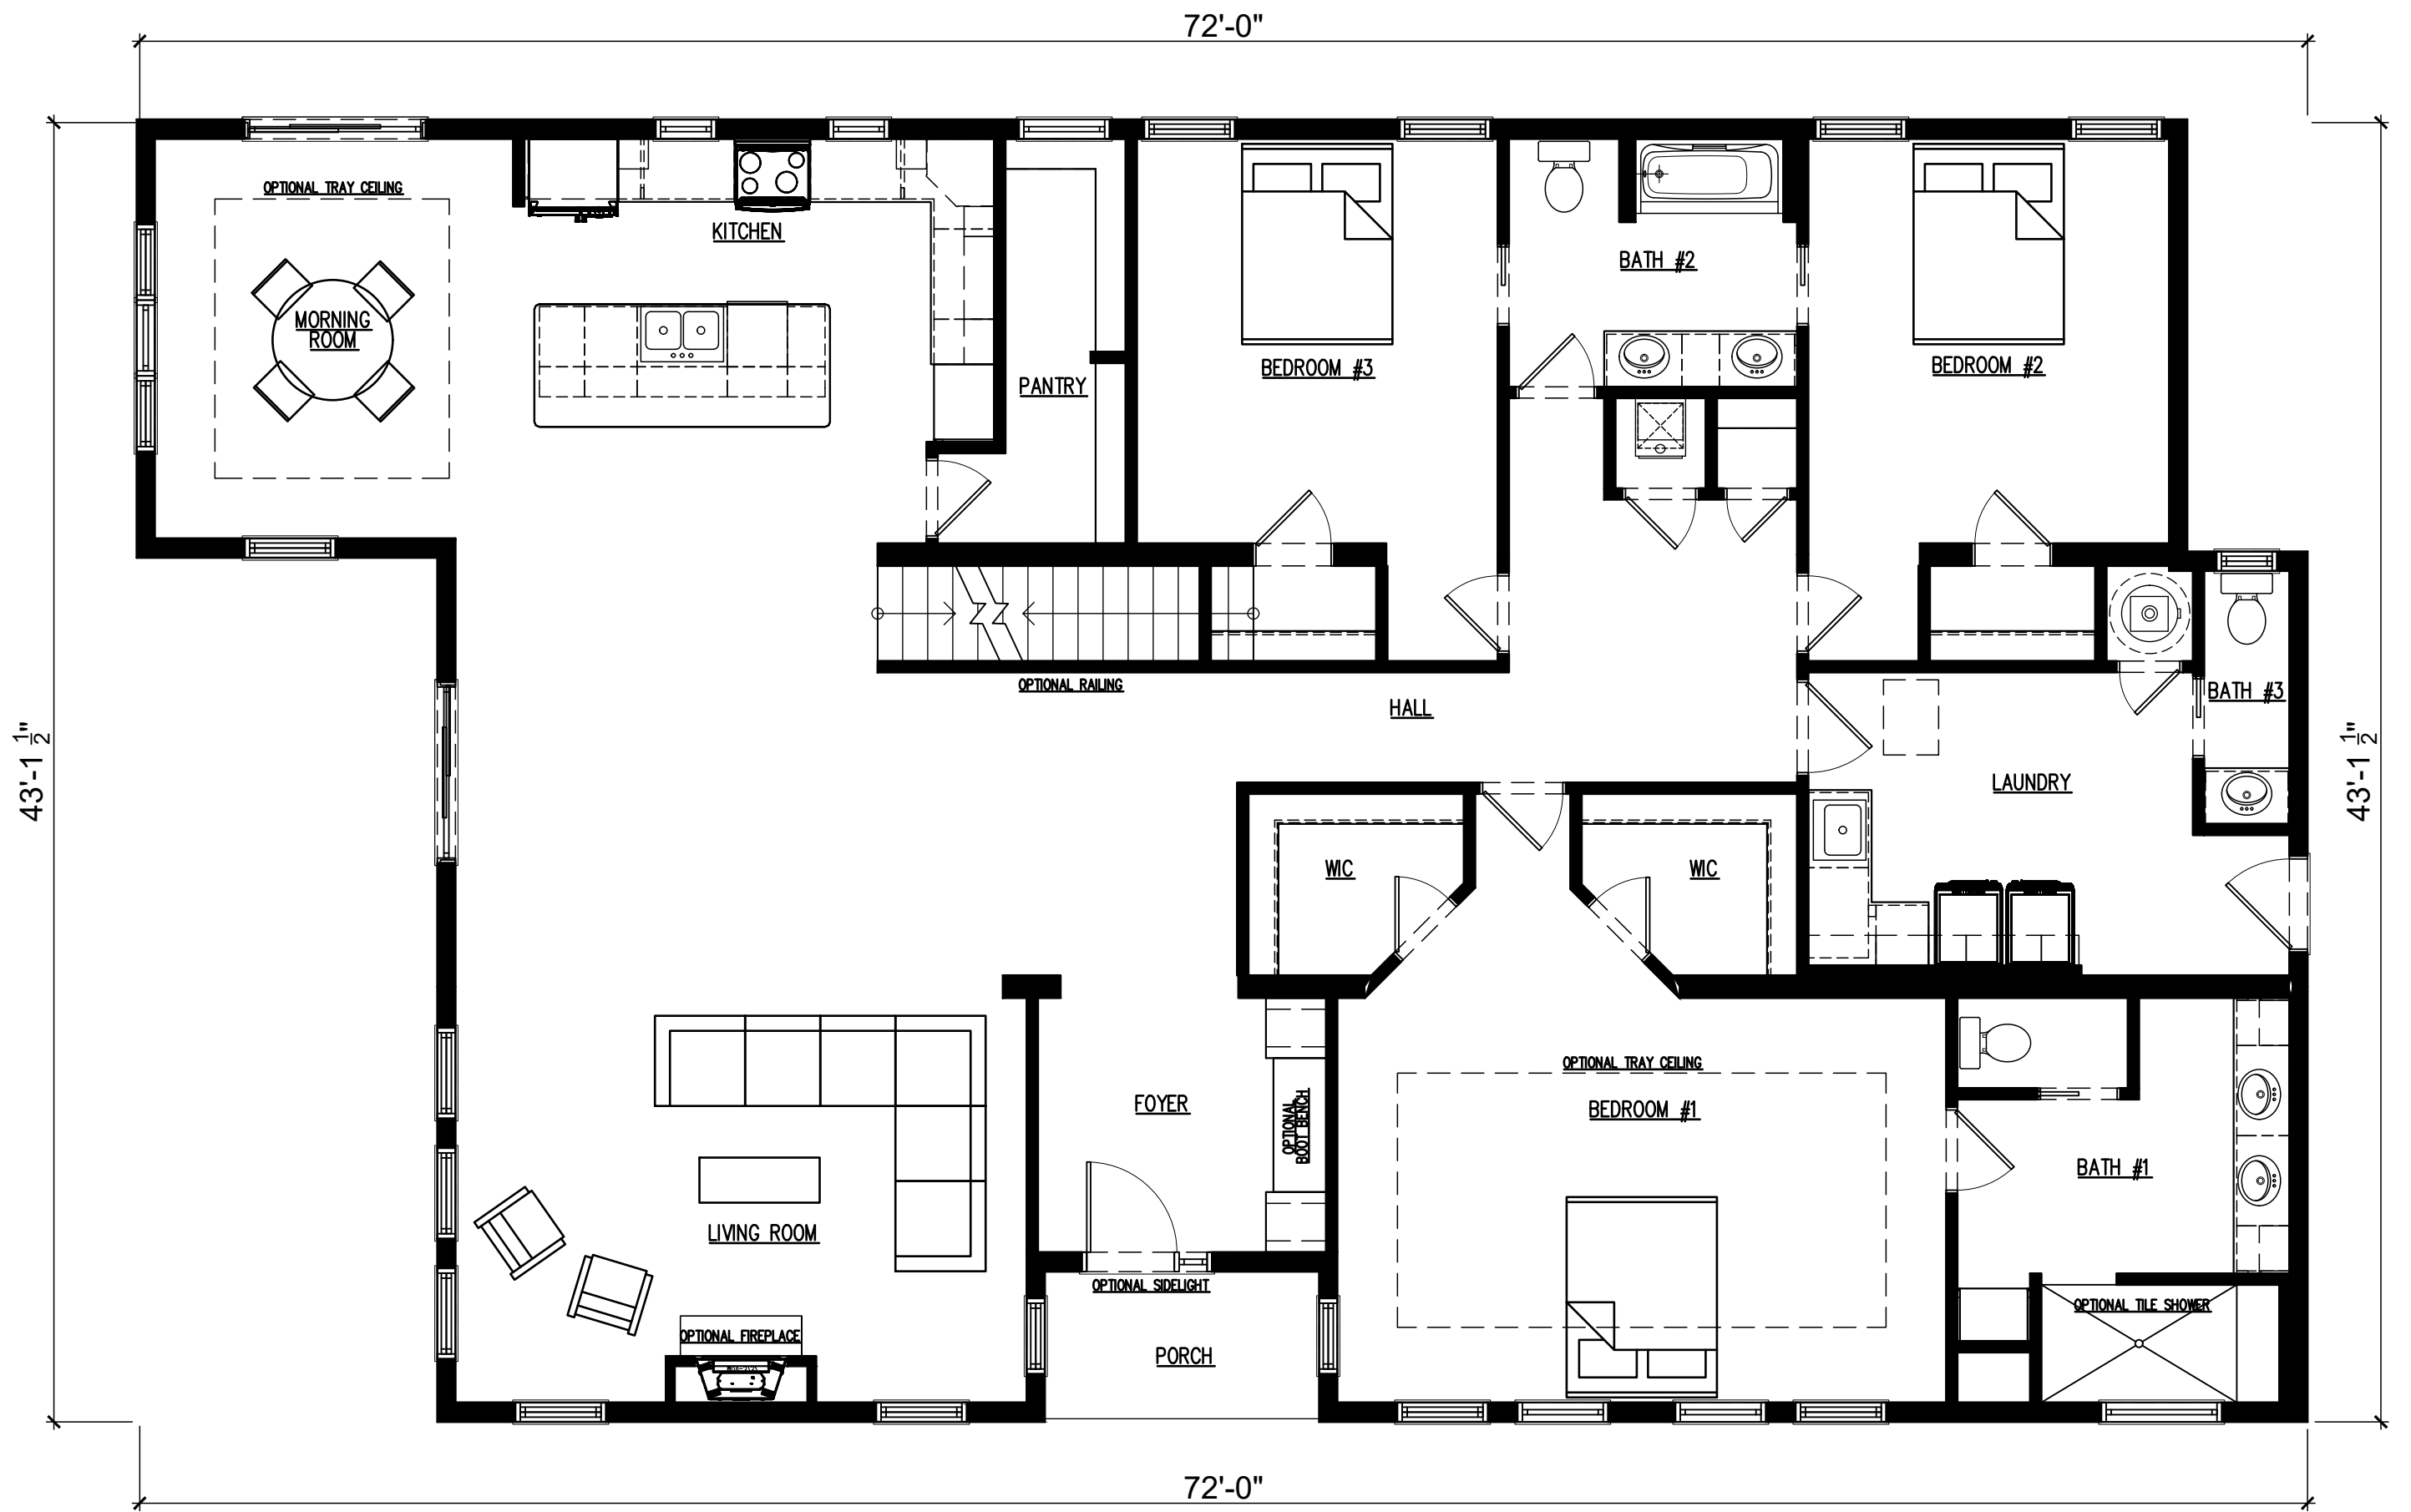 72'-0"
OPTIONAL TRAY CEILING
KITCHEN
BATH #2
MORNING
ROOM
PANTRY
BEDROOM #3
BEDROOM #2
OPTIONAL RAILING
HALL
BATH #3
43'-1 1/2"
43'-1 1/2"
LAUNDRY
WIC
WIC
OPTIONAL TRAY CEILING
FOYER
OPTIONAL
BOOT BENCH
BEDROOM #1
BATH #1
LIVING ROOM
OPTIONAL SIDELIGHT
OPTIONAL TILE SHOWER
OPTIONAL FIREPLACE
PORCH
72'-0"